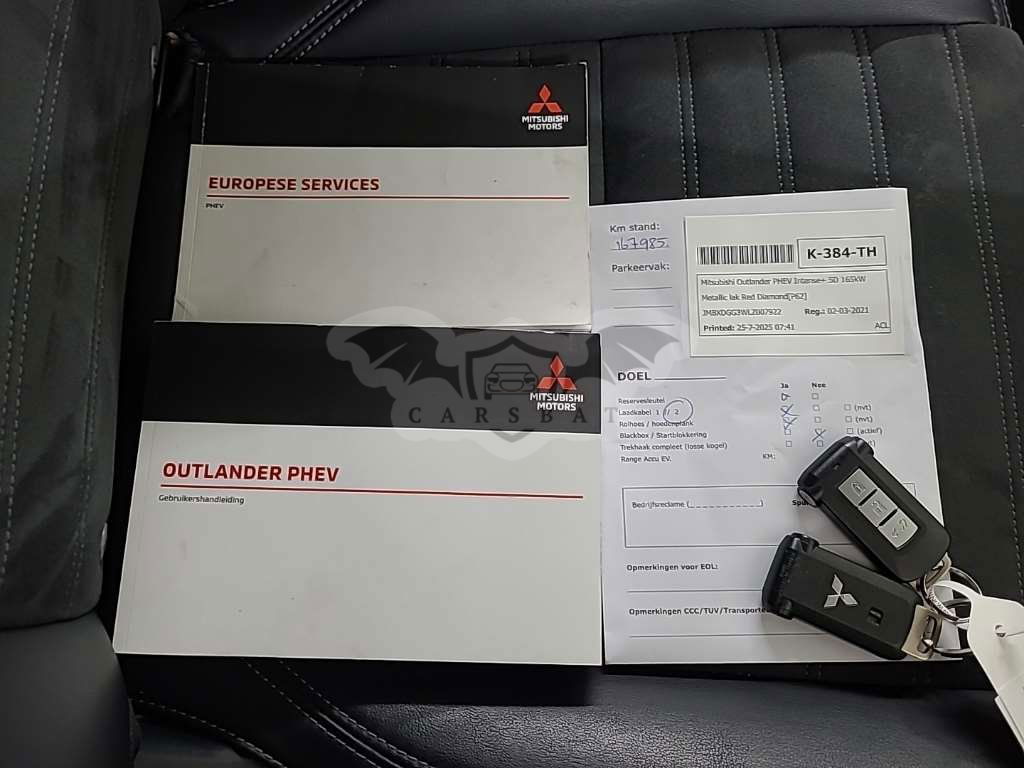 MITSUBISHI
MOTORS
EUROPESE SERVICES
PHEV
MITSUBISHI
MOTORS
OUTLANDER PHEV
Gebruikershandleiding
CARSBAT
Km stand:
167985.
Parkeervak:
K-384-TH
Mitsubishi Outlander PHEV Intense+ 5D 165kW
Metallic lak Red Diamond[P62]
JMBXDGG3WLZ007922 Reg.: 02-03-2021
Printed: 25-7-2025 07:41 ACL
DOEL
Ja Nee
Reservesleutel
Laadkabel 1 / 2 (nvt)
Rolhoes / hoedenplank (nvt)
Blackbox / Startblokkering (actief)
Trekhaak compleet (losse kogel)
Range Accu EV. KM:
Bedrijfsreclame (_ _ _ _ _ _ _ _ _ _ _)
Opmerkingen voor EOL:
Opmerkingen CCC/TUV/Transporte